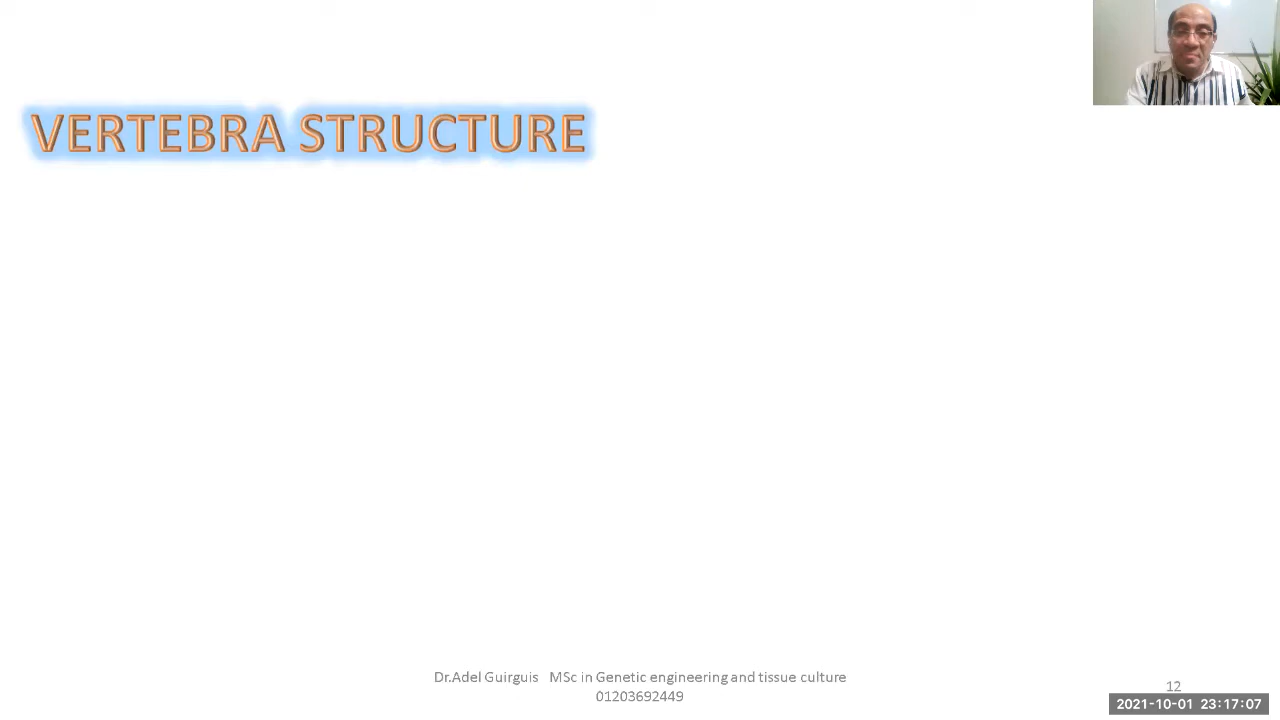 VERTEBRA STRUCTURE
Dr.Adel Guirguis MSc in Genetic engineering and tissue culture
01203692449
12
2021-10-01 23:17:07